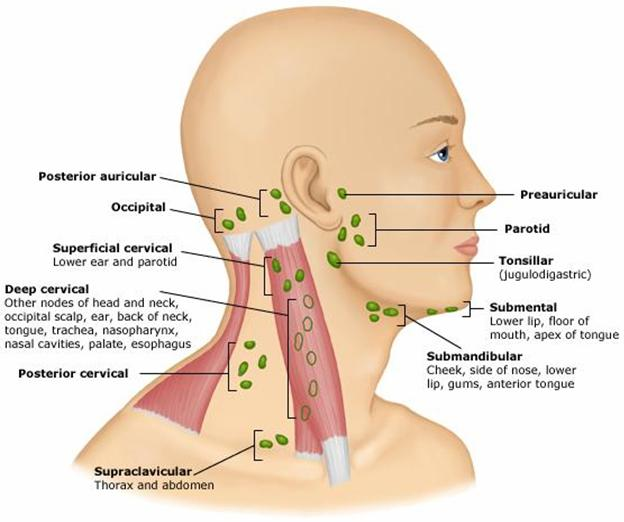 Posterior auricular
Occipital
Superficial cervical
Lower ear and parotid
Deep cervical
Other nodes of head and neck,
occipital scalp, ear, back of neck,
tongue, trachea, nasopharynx,
nasal cavities, palate, esophagus
Posterior cervical
Supraclavicular
Thorax and abdomen
Preauricular
Parotid
Tonsillar
(jugulodigastric)
Submental
Lower lip, floor of
mouth, apex of tongue
Submandibular
Cheek, side of nose, lower
lip, gums, anterior tongue